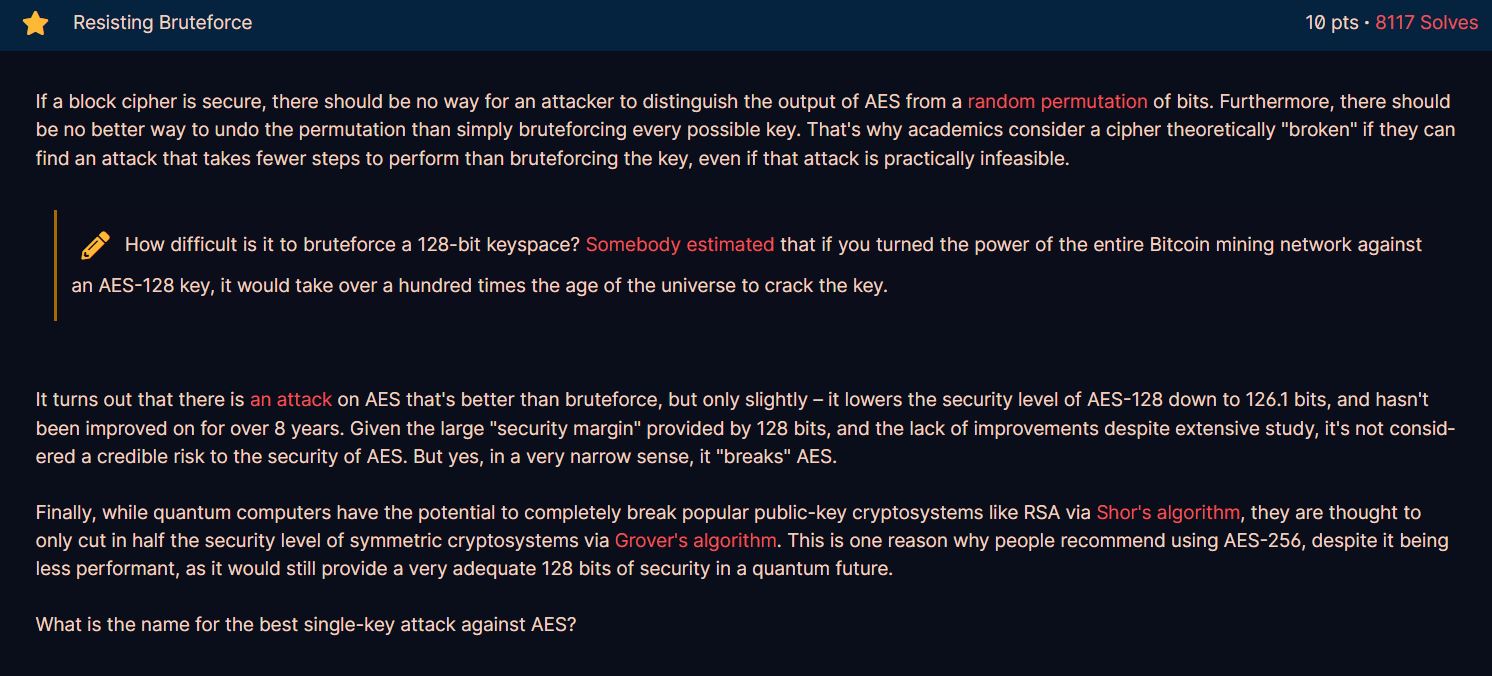 Resisting Bruteforce
10 pts · 8117 Solves
If a block cipher is secure, there should be no way for an attacker to distinguish the output of AES from a random permutation of bits. Furthermore, there should
be no better way to undo the permutation than simply bruteforcing every possible key. That's why academics consider a cipher theoretically "broken" if they can
find an attack that takes fewer steps to perform than bruteforcing the key, even if that attack is practically infeasible.
How difficult is it to bruteforce a 128-bit keyspace? Somebody estimated that if you turned the power of the entire Bitcoin mining network against
an AES-128 key, it would take over a hundred times the age of the universe to crack the key.
It turns out that there is an attack on AES that's better than bruteforce, but only slightly – it lowers the security level of AES-128 down to 126.1 bits, and hasn't
been improved on for over 8 years. Given the large "security margin" provided by 128 bits, and the lack of improvements despite extensive study, it's not consid-
ered a credible risk to the security of AES. But yes, in a very narrow sense, it "breaks" AES.
Finally, while quantum computers have the potential to completely break popular public-key cryptosystems like RSA via Shor's algorithm, they are thought to
only cut in half the security level of symmetric cryptosystems via Grover's algorithm. This is one reason why people recommend using AES-256, despite it being
less performant, as it would still provide a very adequate 128 bits of security in a quantum future.
What is the name for the best single-key attack against AES?